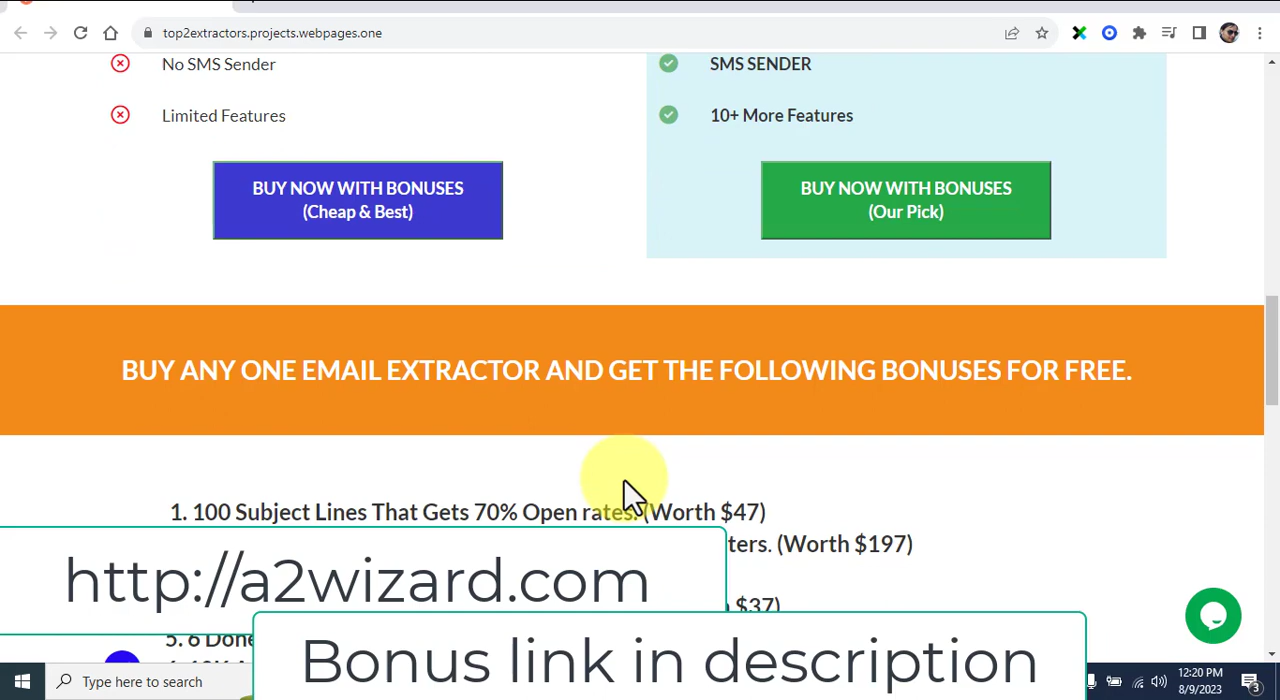 top2extractors.projects.webpages.one
No SMS Sender
SMS SENDER
Limited Features
10+ More Features
BUY NOW WITH BONUSES
(Cheap & Best)
BUY NOW WITH BONUSES
(Our Pick)
BUY ANY ONE EMAIL EXTRACTOR AND GET THE FOLLOWING BONUSES FOR FREE.
1. 100 Subject Lines That Gets 70% Open rates. (Worth $47)
ters. (Worth $197)
$37)
http://a2wizard.com
5. 6 Done
Bonus link in description
Type here to search
12:20 PM
8/9/2023
3